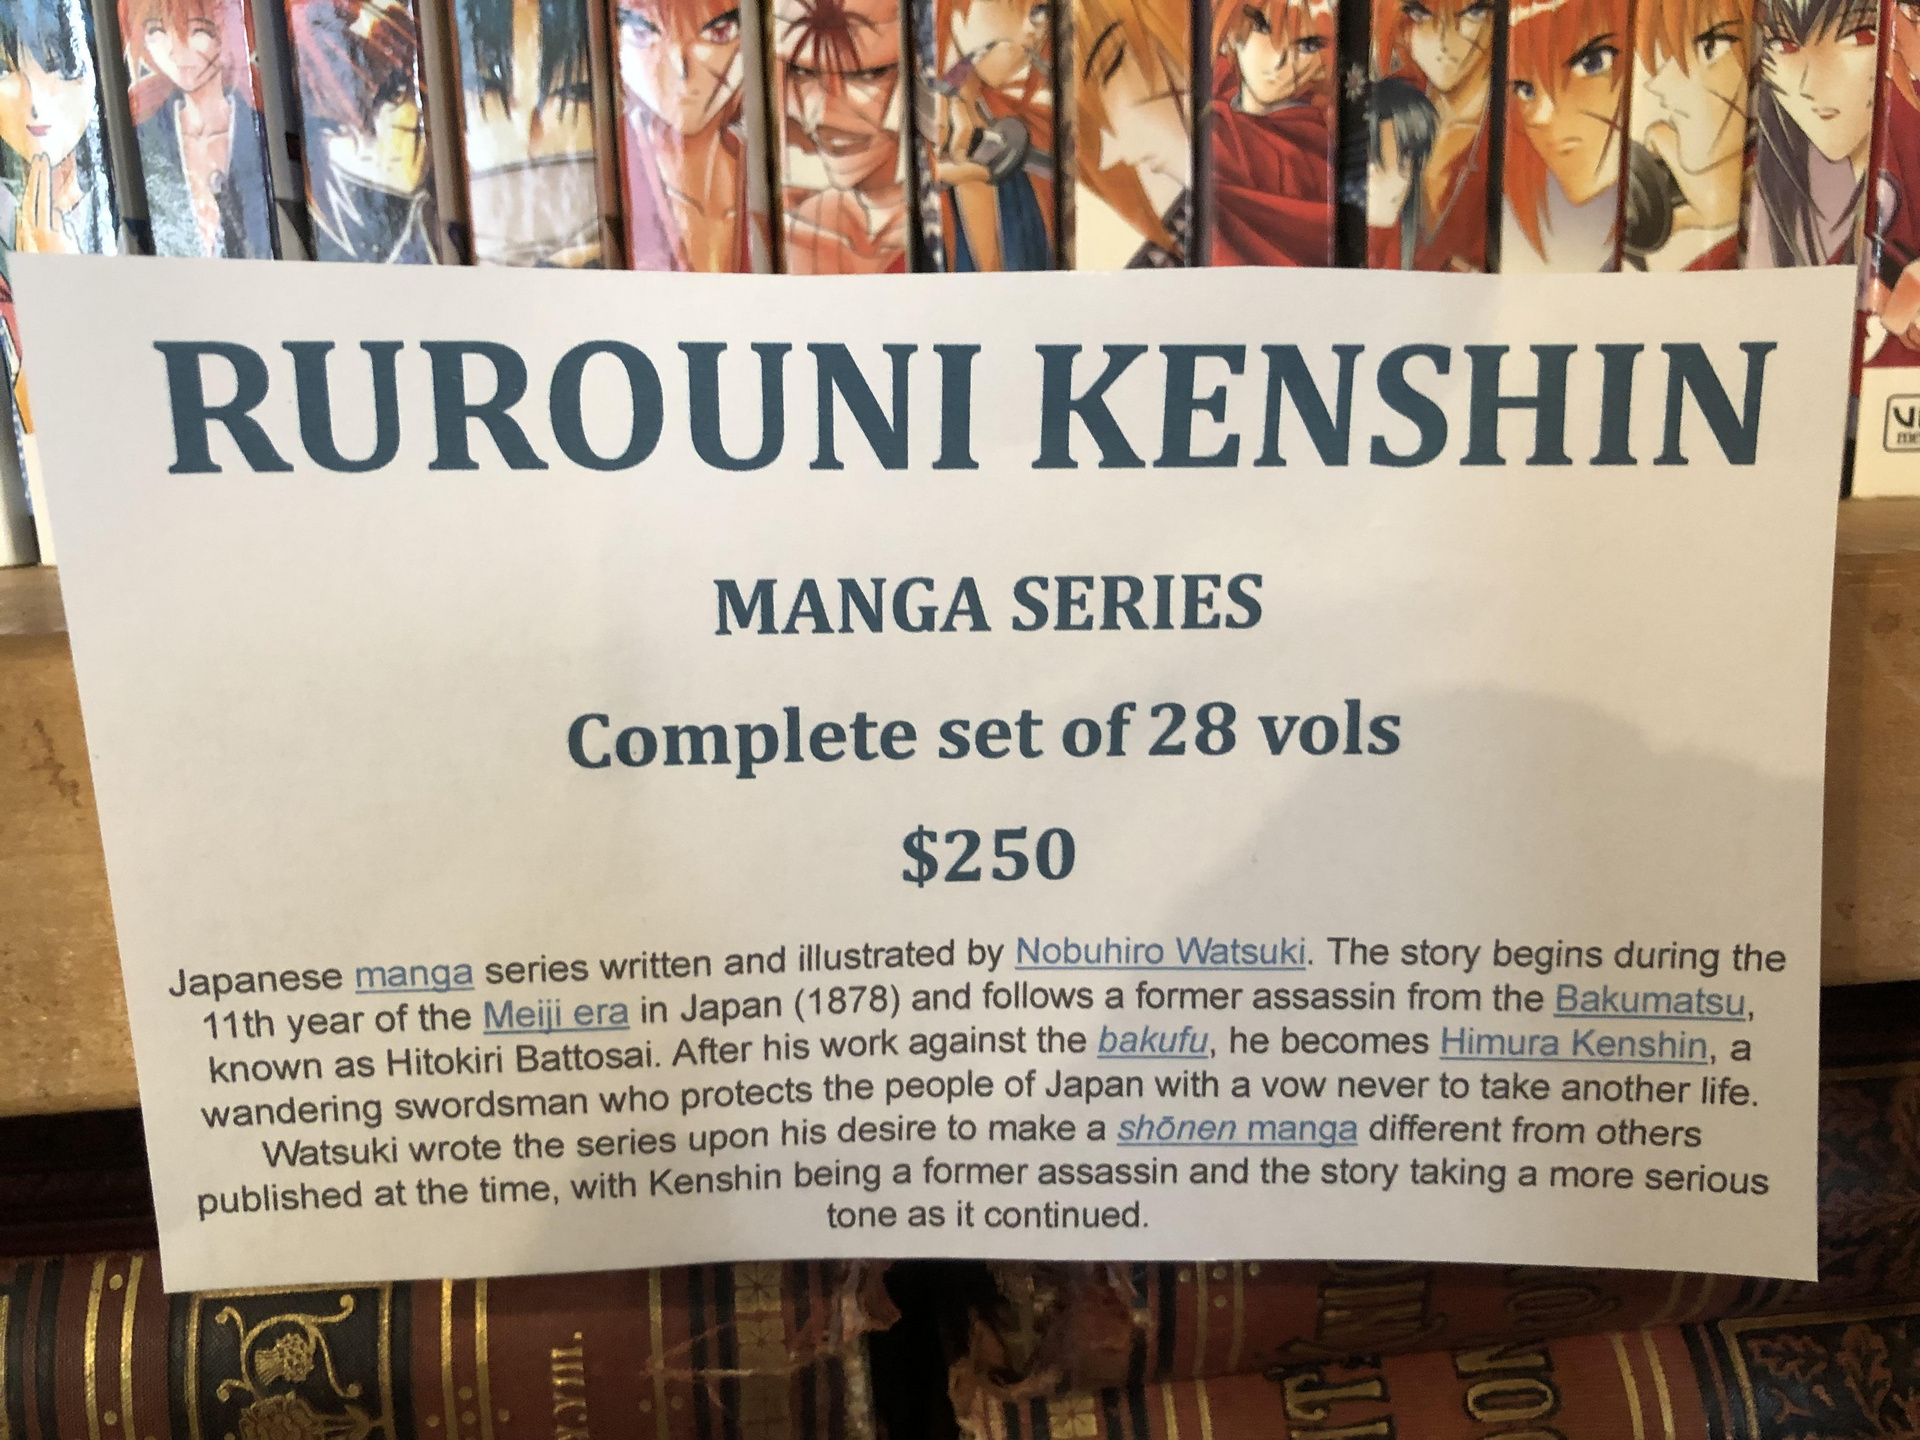 RUROUNI KENSHIN
MANGA SERIES
Complete set of 28 vols
$250
Japanese manga series written and illustrated by Nobuhiro Watsuki. The story begins during the
11th year of the Meiji era in Japan (1878) and follows a former assassin from the Bakumatsu,
known as Hitokiri Battosai. After his work against the bakufu, he becomes Himura Kenshin, a
wandering swordsman who protects the people of Japan with a vow never to take another life.
Watsuki wrote the series upon his desire to make a shōnen manga different from others
published at the time, with Kenshin being a former assassin and the story taking a more serious
tone as it continued.